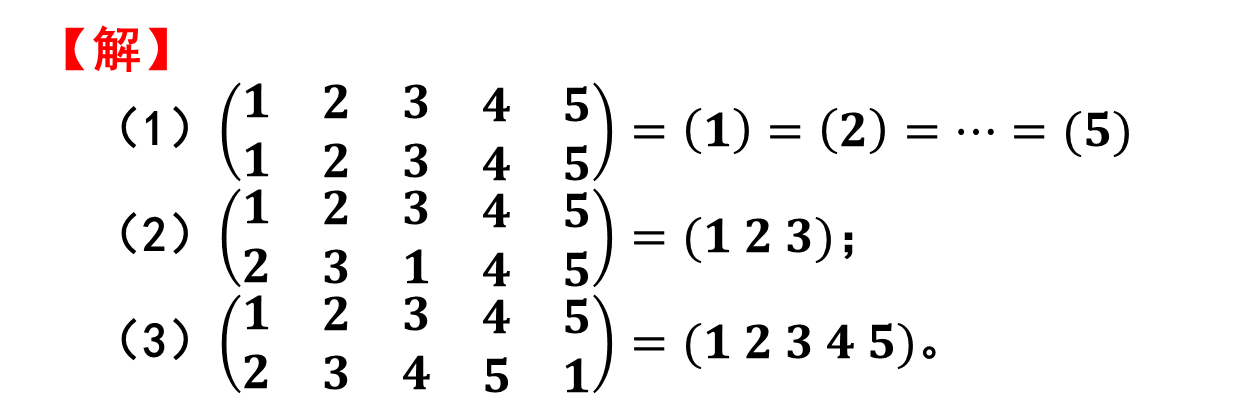 【解】
（1） $\begin{pmatrix} 1 & 2 & 3 & 4 & 5 \\ 1 & 2 & 3 & 4 & 5 \end{pmatrix} = (1) = (2) = \cdots = (5)$
（2） $\begin{pmatrix} 1 & 2 & 3 & 4 & 5 \\ 2 & 3 & 1 & 4 & 5 \end{pmatrix} = (1\ 2\ 3)$；
（3） $\begin{pmatrix} 1 & 2 & 3 & 4 & 5 \\ 2 & 3 & 4 & 5 & 1 \end{pmatrix} = (1\ 2\ 3\ 4\ 5)$。